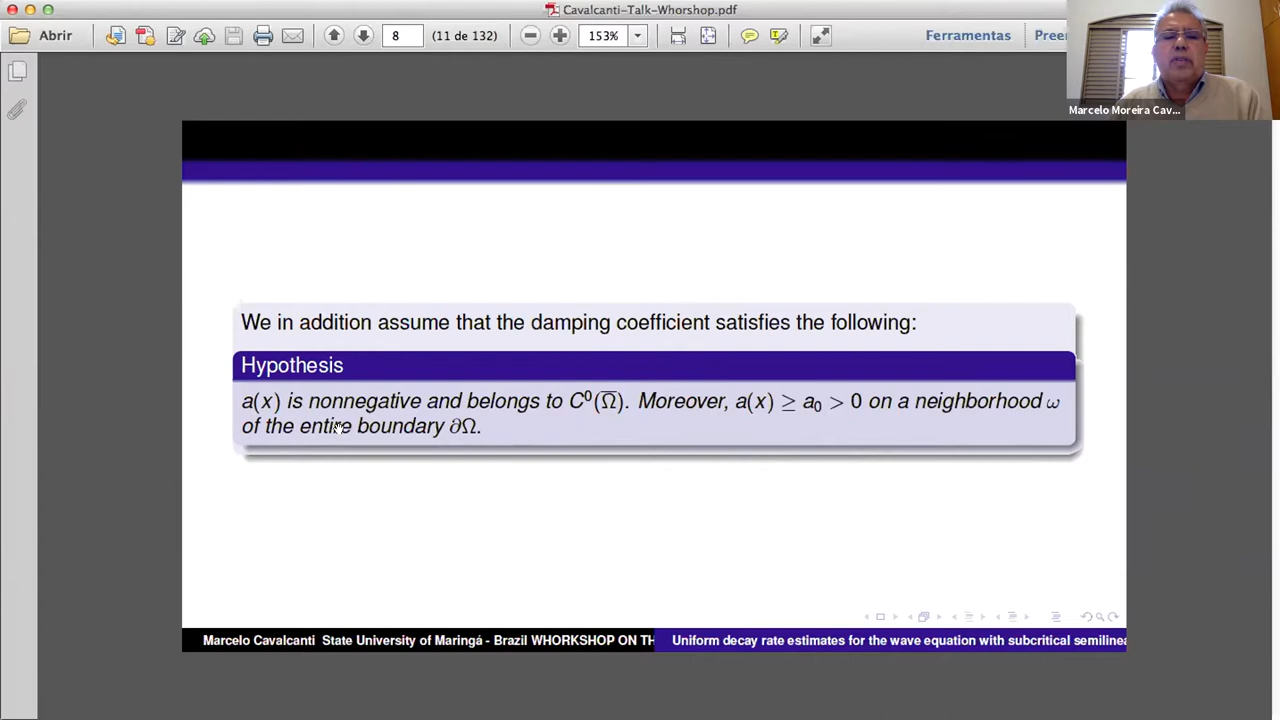 Cavalcanti-Talk-Whorshop.pdf
Abrir
8
(11 de 132)
153%
Ferramentas
Preen
Marcelo Moreira Cav...
We in addition assume that the damping coefficient satisfies the following:
Hypothesis
a(x) is nonnegative and belongs to C⁰(Ω̅). Moreover, a(x) ≥ a₀ > 0 on a neighborhood ω
of the entire boundary ∂Ω.
Marcelo Cavalcanti State University of Maringá - Brazil WHORKSHOP ON TH
Uniform decay rate estimates for the wave equation with subcritical semilinea